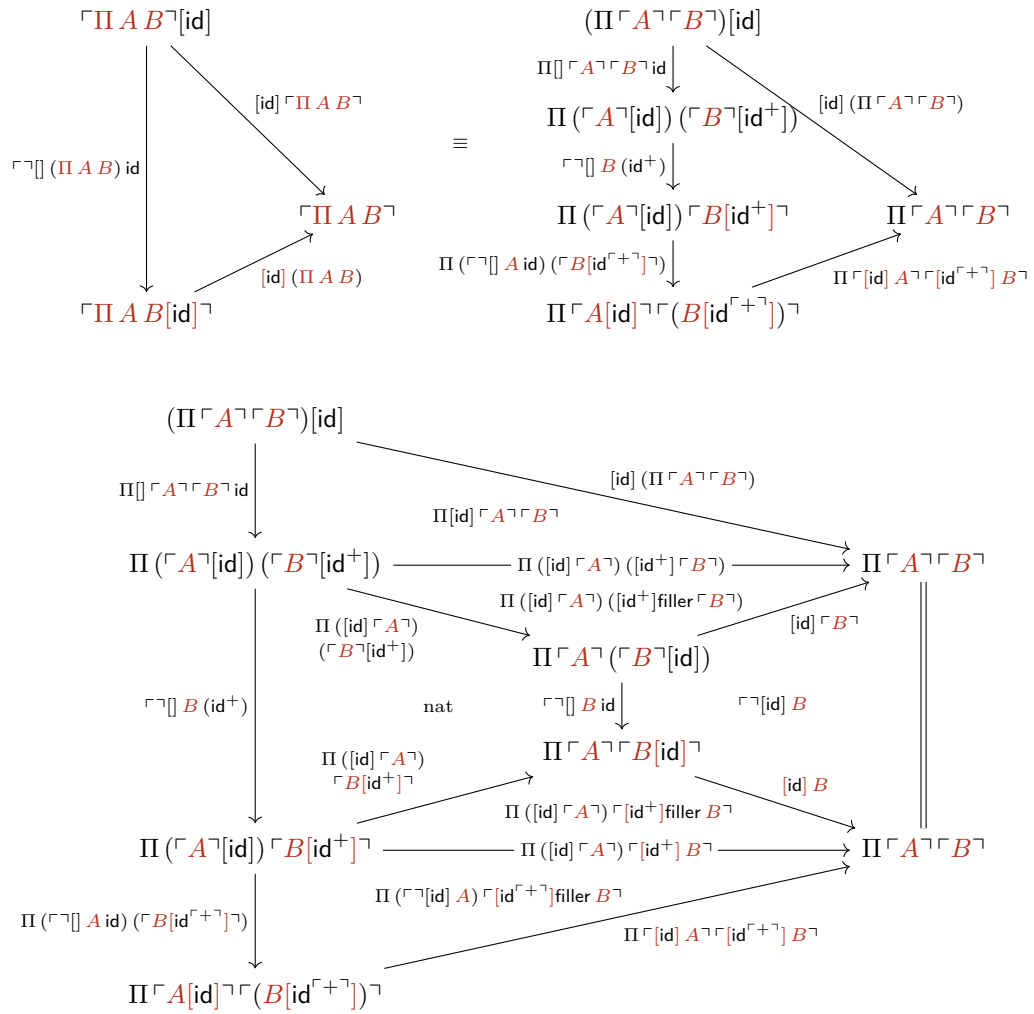 ⌜Π A B⌝[id]
(Π ⌜A⌝ ⌜B⌝)[id]
Π[] ⌜A⌝ ⌜B⌝ id
[id] ⌜Π A B⌝
[id] (Π ⌜A⌝ ⌜B⌝)
Π (⌜A⌝[id]) (⌜B⌝[id⁺])
⌜⌝[] (Π A B) id
≡
⌜⌝[] B (id⁺)
⌜Π A B⌝
Π (⌜A⌝[id]) ⌜B[id⁺]⌝
Π ⌜A⌝ ⌜B⌝
[id] (Π A B)
Π (⌜⌝[] A id) (⌜B[id⌜⁺⌝]⌝)
Π ⌜[id] A⌝ ⌜[id⌜⁺⌝] B⌝
⌜Π A B[id]⌝
Π ⌜A[id]⌝ ⌜(B[id⌜⁺⌝])⌝
(Π ⌜A⌝ ⌜B⌝)[id]
[id] (Π ⌜A⌝ ⌜B⌝)
Π[] ⌜A⌝ ⌜B⌝ id
Π[id] ⌜A⌝ ⌜B⌝
Π (⌜A⌝[id]) (⌜B⌝[id⁺])
Π ([id] ⌜A⌝) ([id⁺] ⌜B⌝)
Π ⌜A⌝ ⌜B⌝
Π ([id] ⌜A⌝) ([id⁺]filler ⌜B⌝)
Π ([id] ⌜A⌝)
(⌜B⌝[id⁺])
[id] ⌜B⌝
Π ⌜A⌝ (⌜B⌝[id])
⌜⌝[] B (id⁺)
nat
⌜⌝[] B id
⌜⌝[id] B
Π ⌜A⌝ ⌜B[id]⌝
Π ([id] ⌜A⌝)
⌜B[id⁺]⌝
[id] B
Π ([id] ⌜A⌝) ⌜[id⁺]filler B⌝
Π (⌜A⌝[id]) ⌜B[id⁺]⌝
Π ([id] ⌜A⌝) ⌜[id⁺] B⌝
Π ⌜A⌝ ⌜B⌝
Π (⌜⌝[id] A) ⌜[id⌜⁺⌝]filler B⌝
Π (⌜⌝[] A id) (⌜B[id⌜⁺⌝]⌝)
Π ⌜[id] A⌝ ⌜[id⌜⁺⌝] B⌝
Π ⌜A[id]⌝ ⌜(B[id⌜⁺⌝])⌝